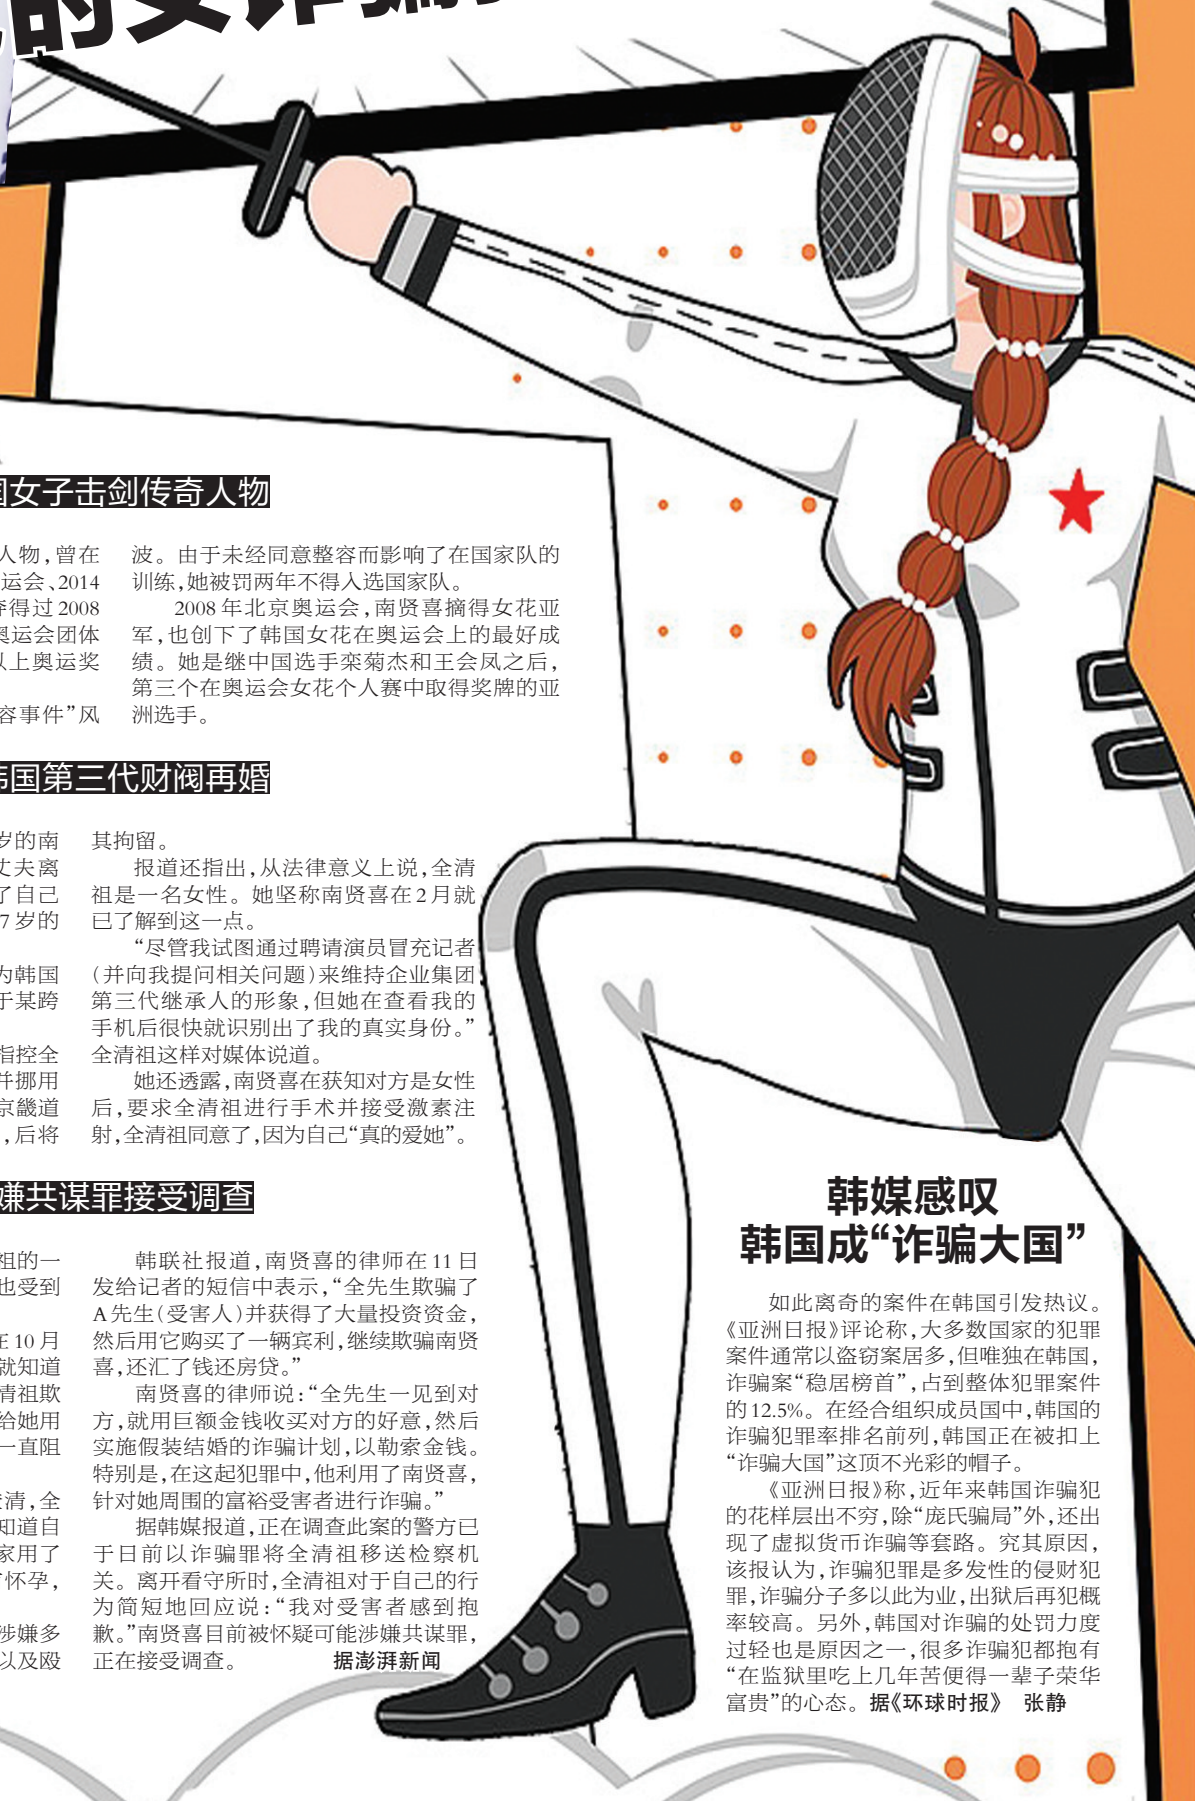 的女诈骗
国女子击剑传奇人物
人物，曾在
运会、2014
夺得过2008
奥运会团体
以上奥运奖
容事件”风
波。由于未经同意整容而影响了在国家队的
训练，她被罚两年不得入选国家队。
2008年北京奥运会，南贤喜摘得女花亚
军，也创下了韩国女花在奥运会上的最好成
绩。她是继中国选手栾菊杰和王会凤之后，
第三个在奥运会女花个人赛中取得奖牌的亚
洲选手。
韩国第三代财阀再婚
岁的南
丈夫离
了自己
7岁的
为韩国
于某跨
指控全
并挪用
京畿道
，后将
其拘留。
报道还指出，从法律意义上说，全清
祖是一名女性。她坚称南贤喜在2月就
已了解到这一点。
“尽管我试图通过聘请演员冒充记者
（并向我提问相关问题）来维持企业集团
第三代继承人的形象，但她在查看我的
手机后很快就识别出了我的真实身份。”
全清祖这样对媒体说道。
她还透露，南贤喜在获知对方是女性
后，要求全清祖进行手术并接受激素注
射，全清祖同意了，因为自己“真的爱她”。
嫌共谋罪接受调查
祖的一
也受到
在10月
就知道
清祖欺
给她用
一直阻
澄清，全
知道自
家用了
怀孕，
涉嫌多
以及殴
韩联社报道，南贤喜的律师在11日
发给记者的短信中表示，“全先生欺骗了
A先生（受害人）并获得了大量投资资金，
然后用它购买了一辆宾利，继续欺骗南贤
喜，还汇了钱还房贷。”
南贤喜的律师说：“全先生一见到对
方，就用巨额金钱收买对方的好意，然后
实施假装结婚的诈骗计划，以勒索金钱。
特别是，在这起犯罪中，他利用了南贤喜，
针对她周围的富裕受害者进行诈骗。”
据韩媒报道，正在调查此案的警方已
于日前以诈骗罪将全清祖移送检察机
关。离开看守所时，全清祖对于自己的行
为简短地回应说：“我对受害者感到抱
歉。”南贤喜目前被怀疑可能涉嫌共谋罪，
正在接受调查。 据澎湃新闻
韩媒感叹
韩国成“诈骗大国”
如此离奇的案件在韩国引发热议。
《亚洲日报》评论称，大多数国家的犯罪
案件通常以盗窃案居多，但唯独在韩国，
诈骗案“稳居榜首”，占到整体犯罪案件
的12.5%。在经合组织成员国中，韩国的
诈骗犯罪率排名前列，韩国正在被扣上
“诈骗大国”这顶不光彩的帽子。
《亚洲日报》称，近年来韩国诈骗犯
的花样层出不穷，除“庞氏骗局”外，还出
现了虚拟货币诈骗等套路。究其原因，
该报认为，诈骗犯罪是多发性的侵财犯
罪，诈骗分子多以此为业，出狱后再犯概
率较高。另外，韩国对诈骗的处罚力度
过轻也是原因之一，很多诈骗犯都抱有
“在监狱里吃上几年苦便得一辈子荣华
富贵”的心态。据《环球时报》 张静